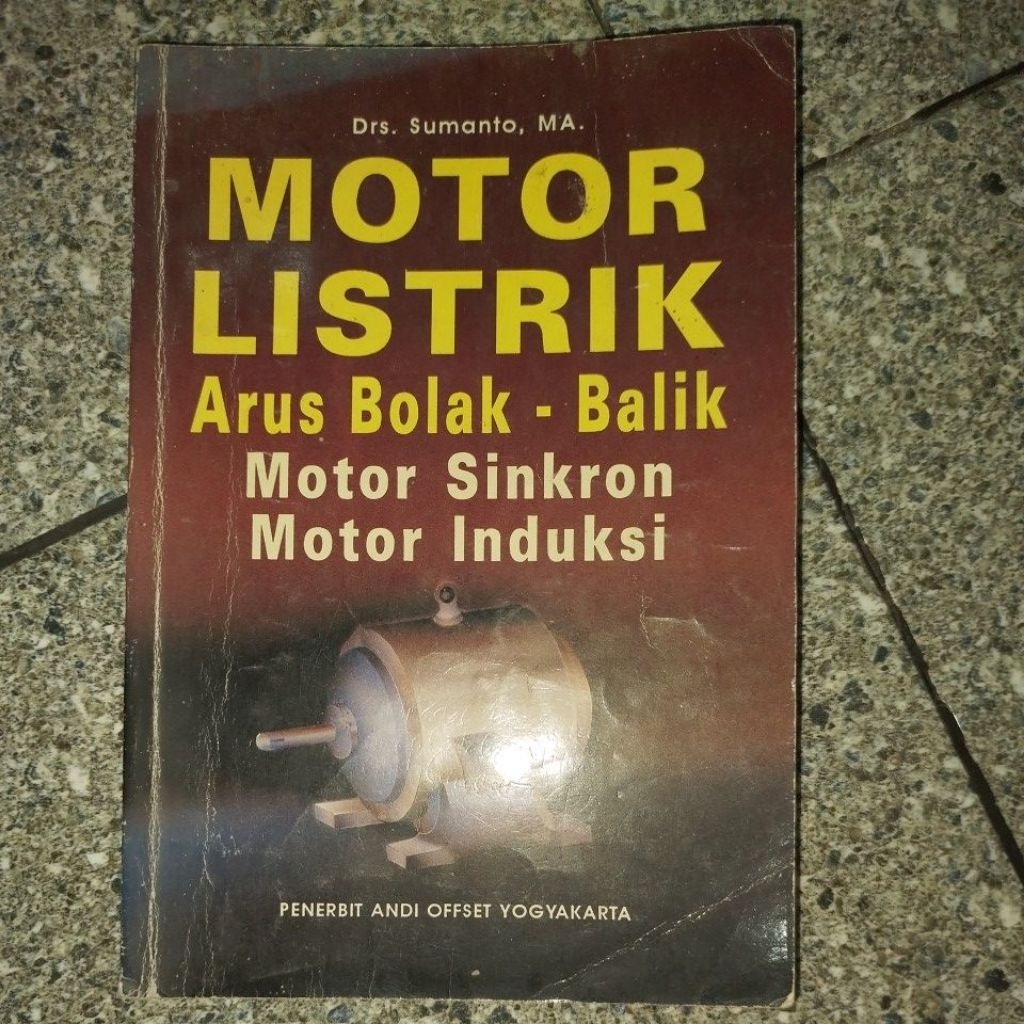 Drs. Sumanto, MA.
MOTOR
LISTRIK
Arus Bolak - Balik
Motor Sinkron
Motor Induksi
PENERBIT ANDI OFFSET YOGYAKARTA